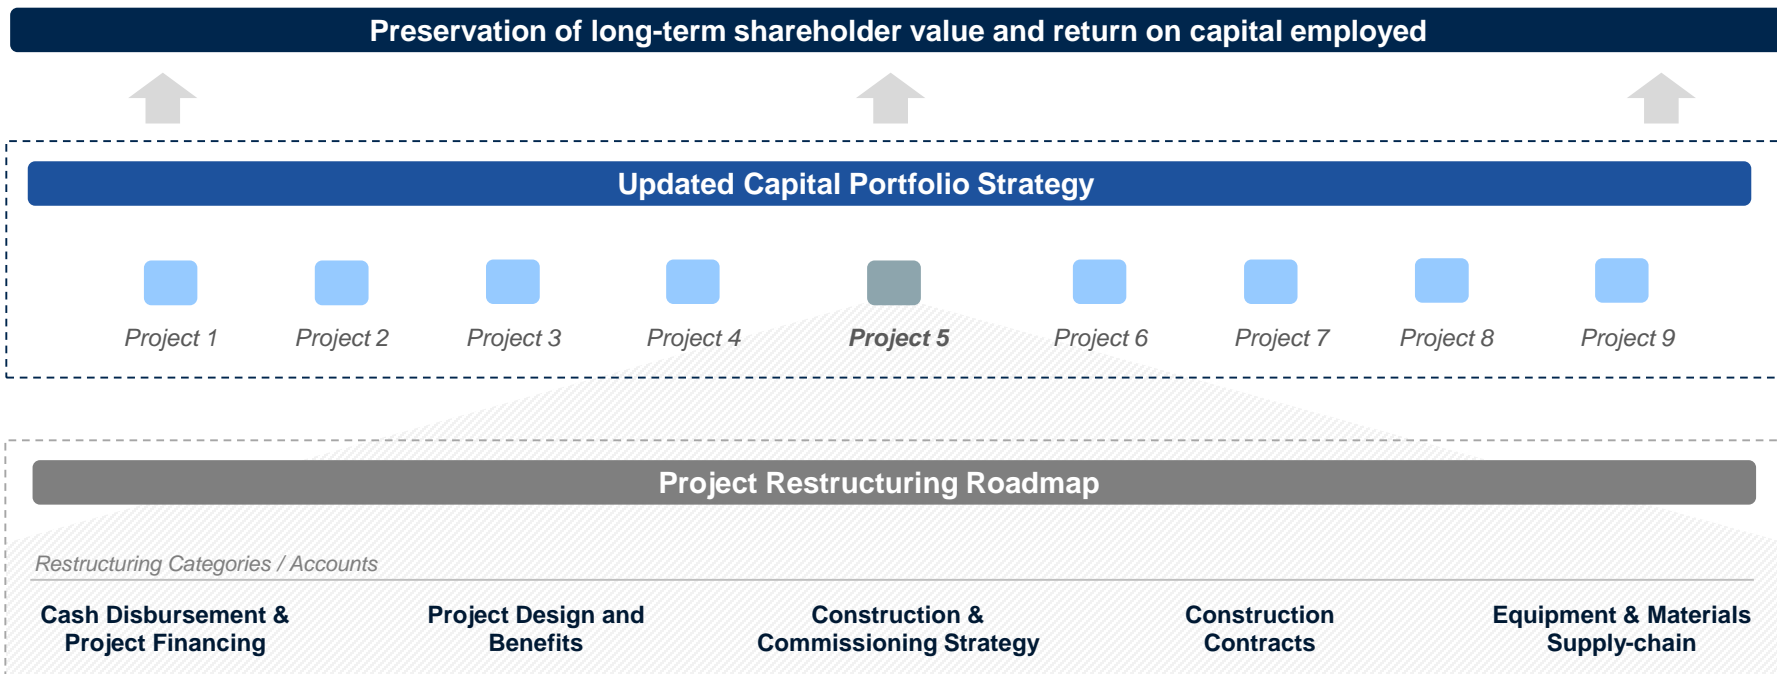 Preservation of long-term shareholder value and return on capital employed
Updated Capital Portfolio Strategy
Project 1
Project 2
Project 3
Project 4
Project 5
Project 6
Project 7
Project 8
Project 9
Project Restructuring Roadmap
Restructuring Categories / Accounts
Cash Disbursement &
Project Financing
Project Design and
Benefits
Construction &
Commissioning Strategy
Construction
Contracts
Equipment & Materials
Supply-chain